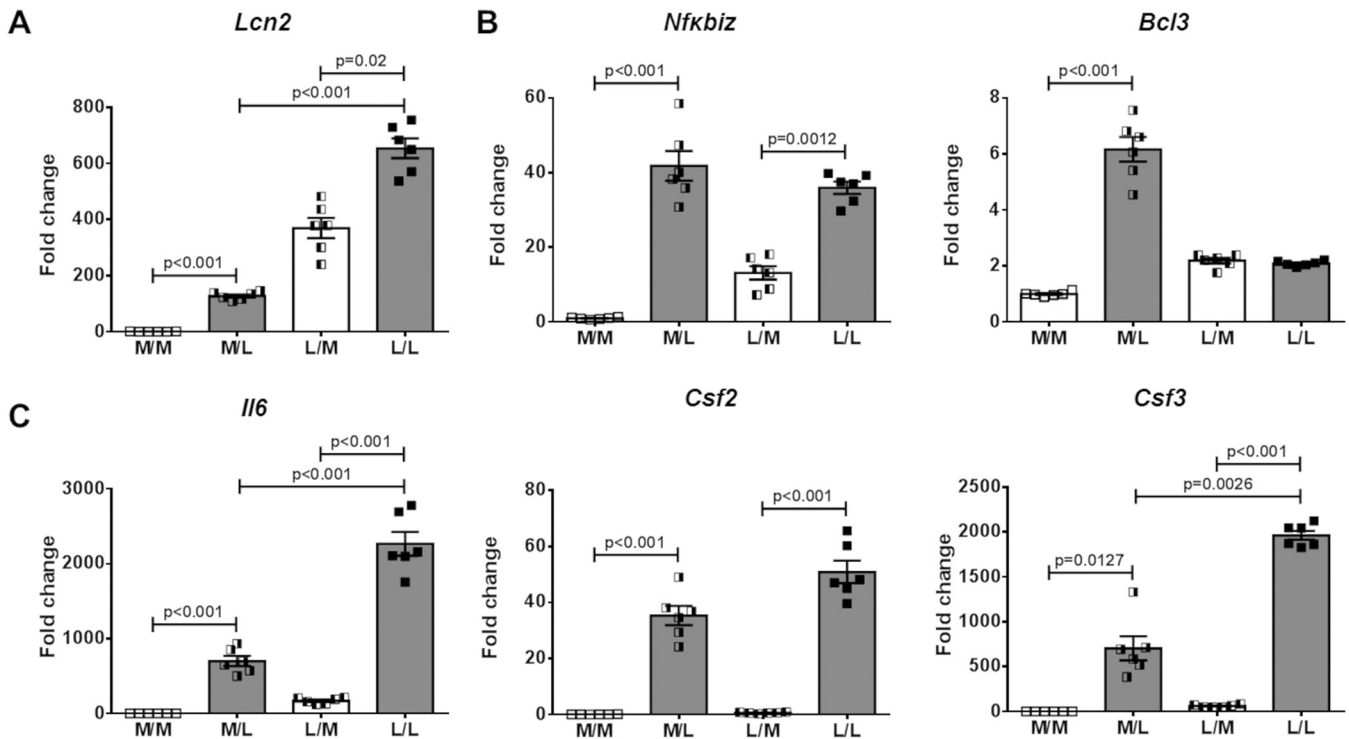 A
Lcn2
p=0.02
p<0.001
p<0.001
Fold change
800
600
400
200
0
M/M M/L L/M L/L
B
Nfκbiz
p<0.001
p=0.0012
Fold change
60
40
20
0
M/M M/L L/M L/L
Bcl3
p<0.001
Fold change
8
6
4
2
0
M/M M/L L/M L/L
C
Il6
p<0.001
p<0.001
p<0.001
Fold change
3000
2000
1000
0
M/M M/L L/M L/L
Csf2
p<0.001
p<0.001
Fold change
80
60
40
20
0
M/M M/L L/M L/L
Csf3
p<0.001
p=0.0026
p=0.0127
Fold change
2500
2000
1500
1000
500
0
M/M M/L L/M L/L